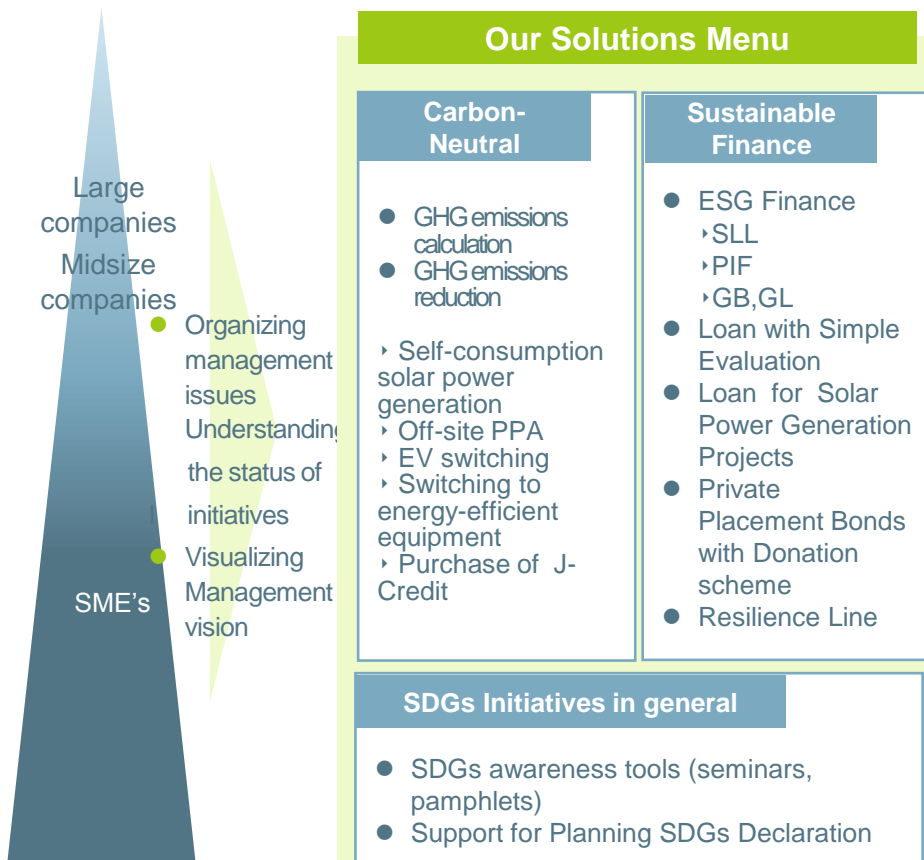 Our Solutions Menu
Large
companies
Midsize
companies
SME's
Organizing
management
issues
Understanding
the status of
initiatives
Visualizing
Management
vision
Carbon-
Neutral
GHG emissions
calculation
GHG emissions
reduction
‣ Self-consumption
solar power
generation
‣ Off-site PPA
‣ EV switching
‣ Switching to
energy-efficient
equipment
‣ Purchase of J-
Credit
Sustainable
Finance
ESG Finance
‣SLL
‣PIF
‣GB,GL
Loan with Simple
Evaluation
Loan for Solar
Power Generation
Projects
Private
Placement Bonds
with Donation
scheme
Resilience Line
SDGs Initiatives in general
SDGs awareness tools (seminars,
pamphlets)
Support for Planning SDGs Declaration